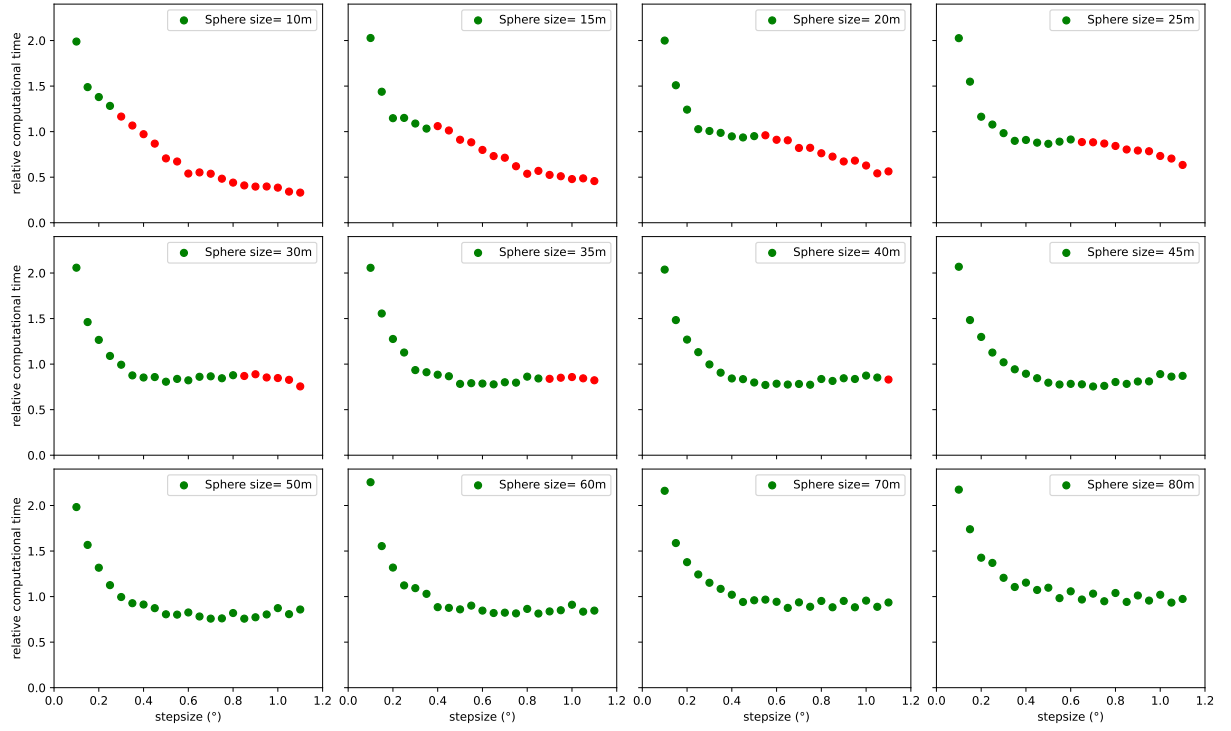 Sphere size= 10m
Sphere size= 15m
Sphere size= 20m
Sphere size= 25m
relative computational time
2.0
1.5
1.0
0.5
0.0
Sphere size= 30m
Sphere size= 35m
Sphere size= 40m
Sphere size= 45m
relative computational time
2.0
1.5
1.0
0.5
0.0
Sphere size= 50m
Sphere size= 60m
Sphere size= 70m
Sphere size= 80m
relative computational time
2.0
1.5
1.0
0.5
0.0
0.0 0.2 0.4 0.6 0.8 1.0 1.2
0.0 0.2 0.4 0.6 0.8 1.0 1.2
0.0 0.2 0.4 0.6 0.8 1.0 1.2
0.0 0.2 0.4 0.6 0.8 1.0 1.2
stepsize (°)
stepsize (°)
stepsize (°)
stepsize (°)